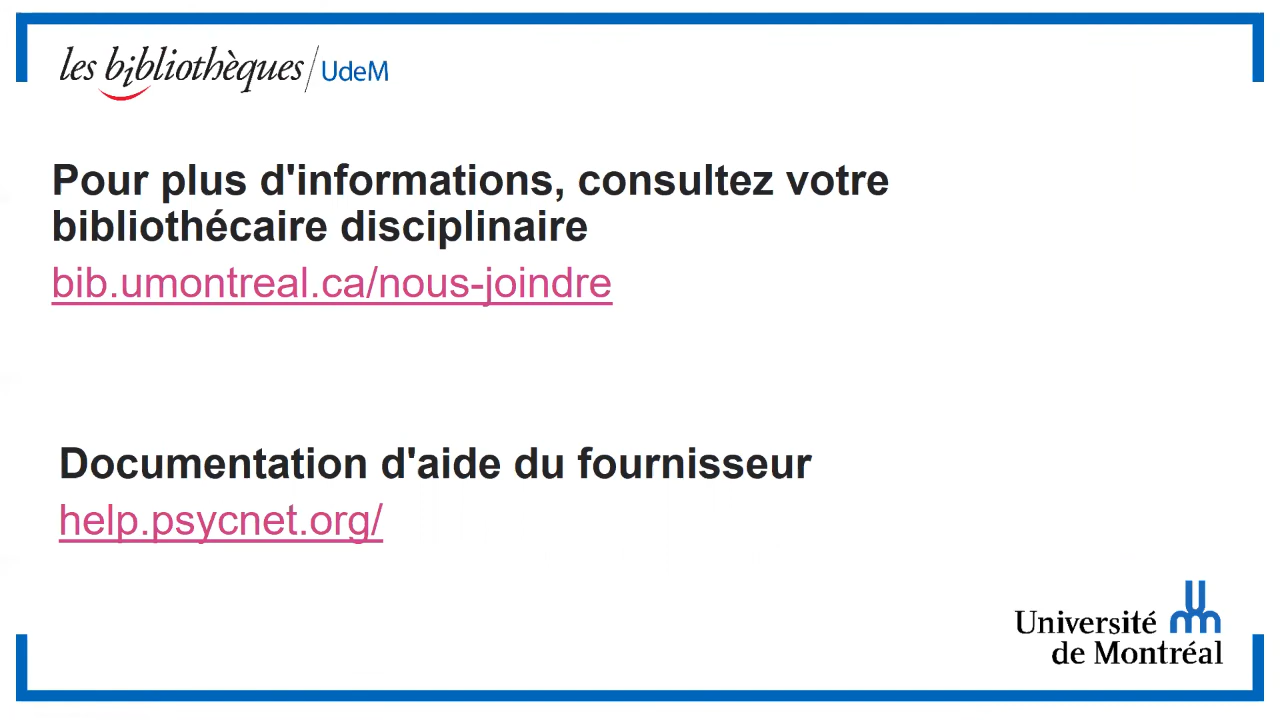 les bibliothèques/UdeM
Pour plus d'informations, consultez votre
bibliothécaire disciplinaire
bib.umontreal.ca/nous-joindre
Documentation d'aide du fournisseur
help.psycnet.org/
Université
de Montréal